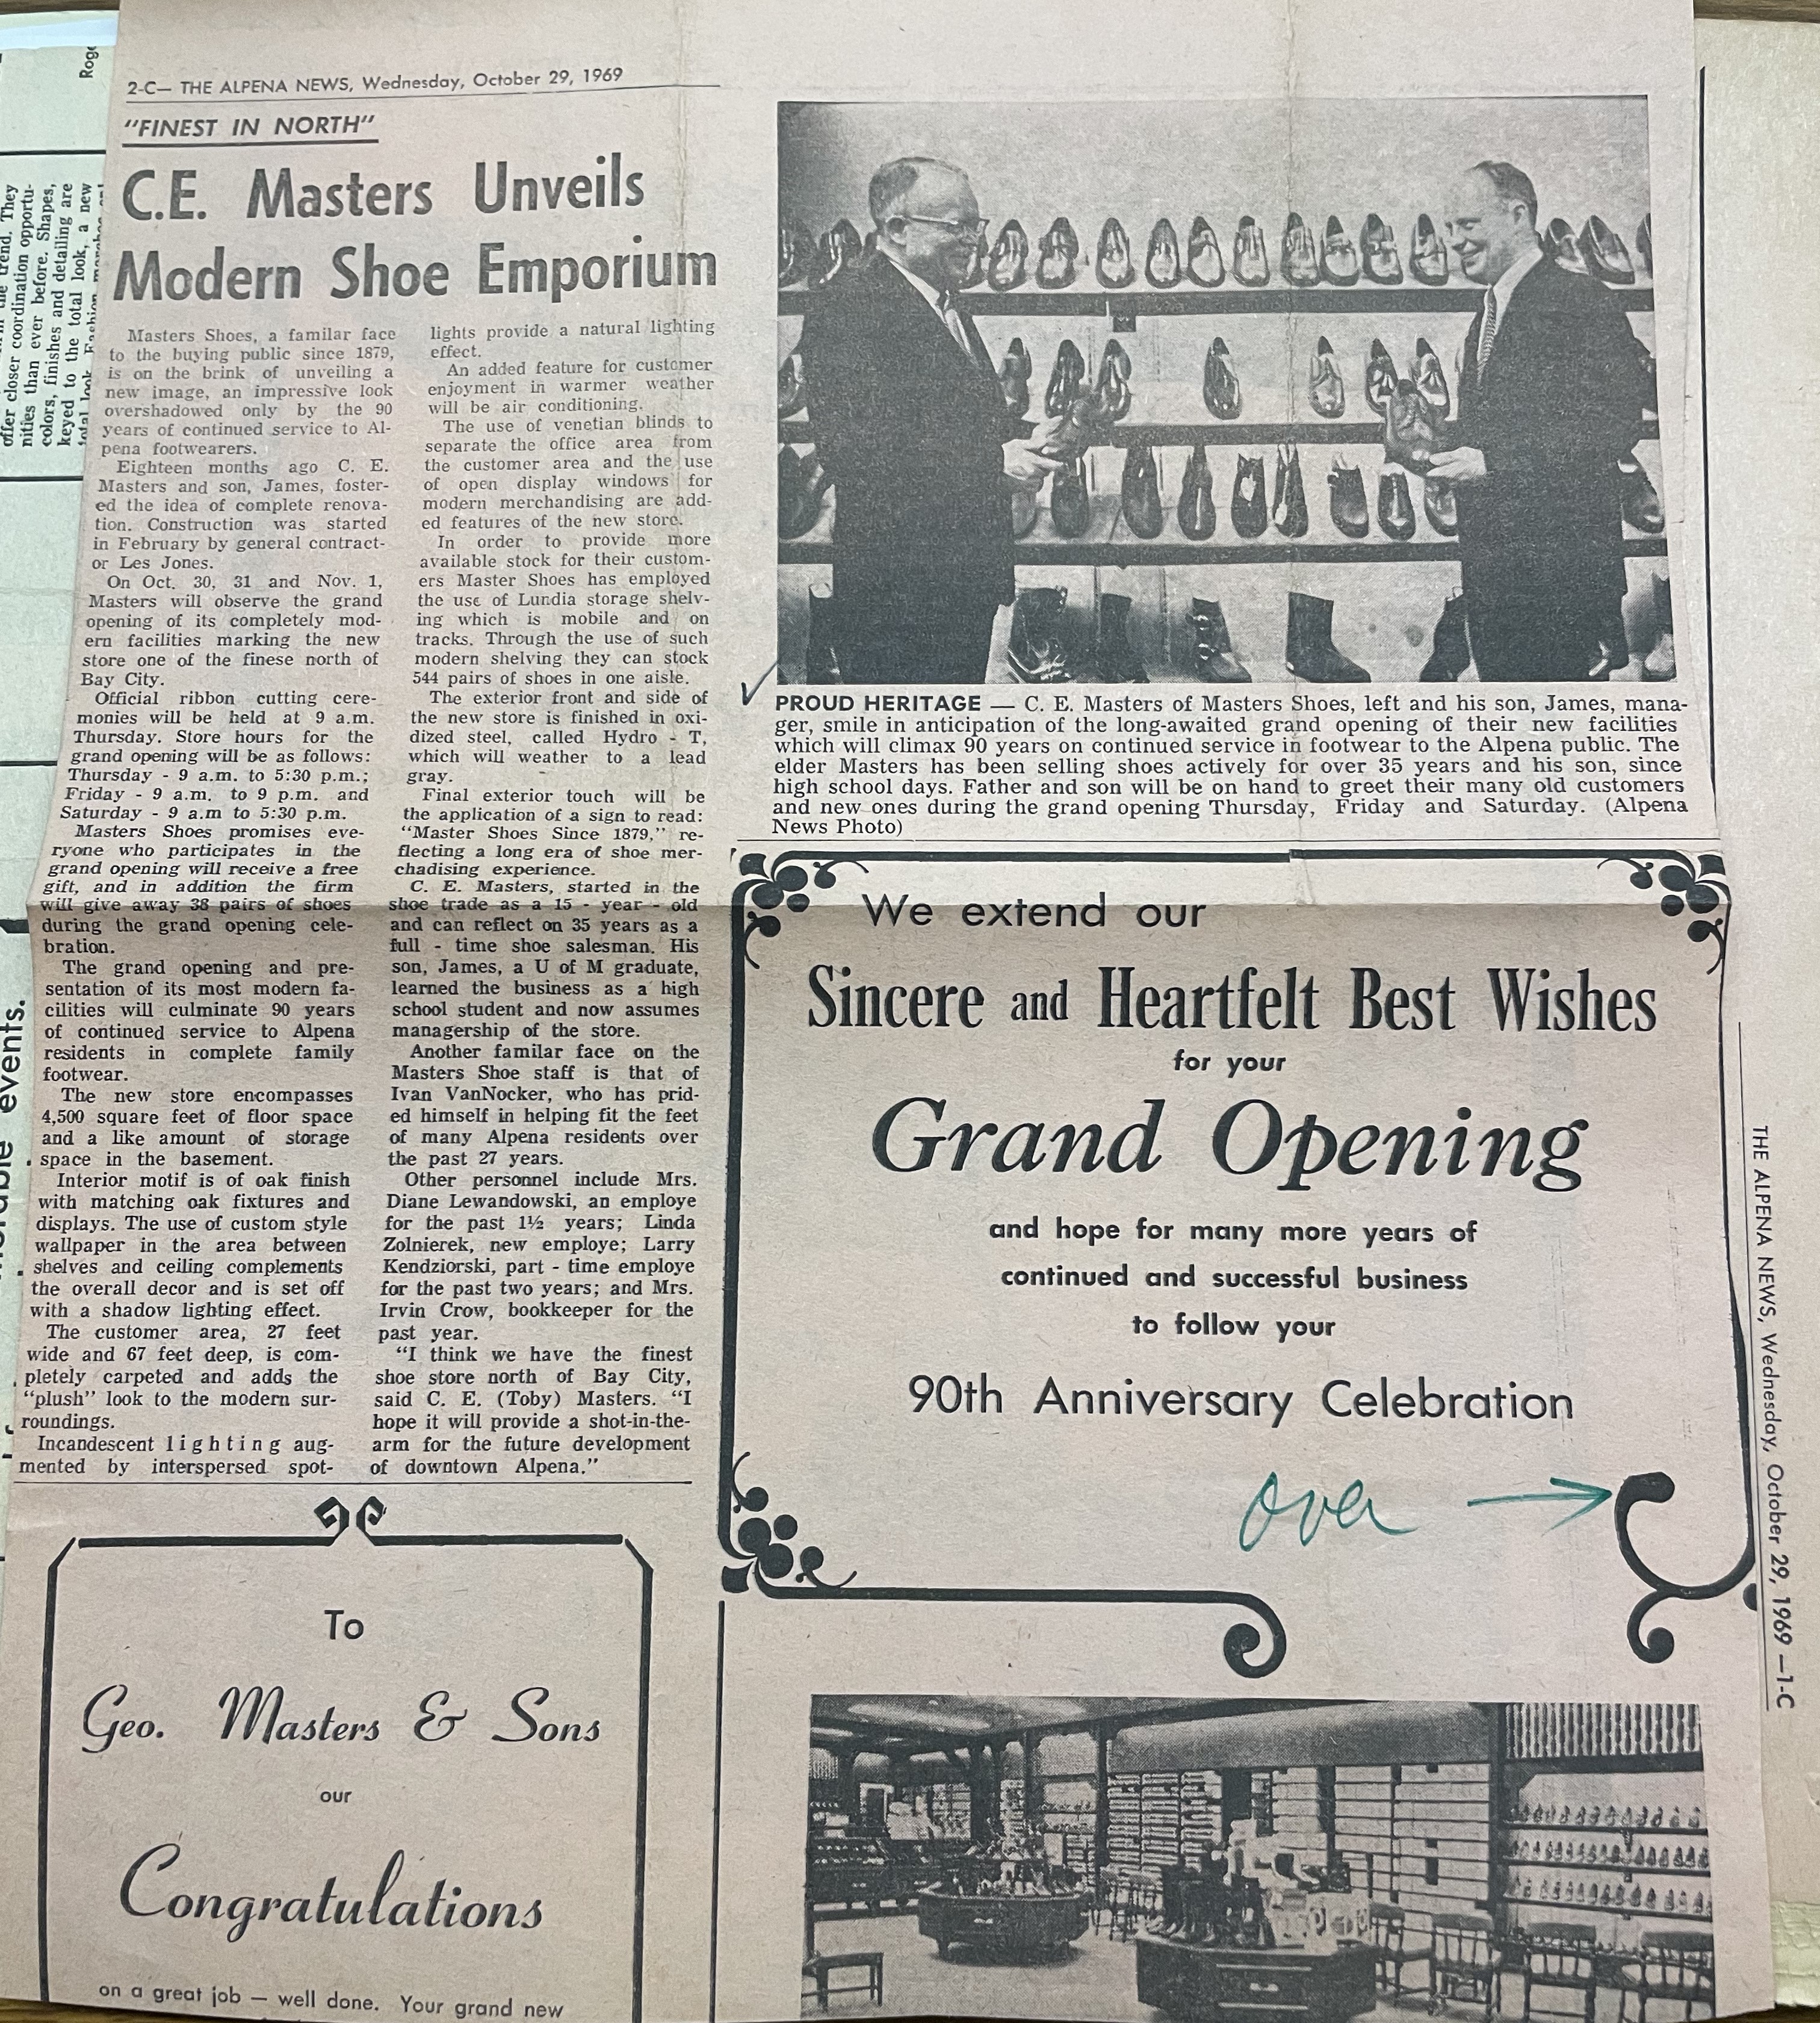 2-C— THE ALPENA NEWS, Wednesday, October 29, 1969
"FINEST IN NORTH"
C.E. Masters Unveils
Modern Shoe Emporium
Masters Shoes, a familar face
to the buying public since 1879,
is on the brink of unveiling a
new image, an impressive look
overshadowed only by the 90
years of continued service to Al-
pena footwearers.
Eighteen months ago C. E.
Masters and son, James, foster-
ed the idea of complete renova-
tion. Construction was started
in February by general contract-
or Les Jones.
On Oct. 30, 31 and Nov. 1,
Masters will observe the grand
opening of its completely mod-
ern facilities marking the new
store one of the finese north of
Bay City.
Official ribbon cutting cere-
monies will be held at 9 a.m.
Thursday. Store hours for the
grand opening will be as follows:
Thursday - 9 a.m. to 5:30 p.m.;
Friday - 9 a.m. to 9 p.m. and
Saturday - 9 a.m to 5:30 p.m.
Masters Shoes promises eve-
ryone who participates in the
grand opening will receive a free
gift, and in addition the firm
will give away 38 pairs of shoes
during the grand opening cele-
bration.
The grand opening and pre-
sentation of its most modern fa-
cilities will culminate 90 years
of continued service to Alpena
residents in complete family
footwear.
The new store encompasses
4,500 square feet of floor space
and a like amount of storage
space in the basement.
Interior motif is of oak finish
with matching oak fixtures and
displays. The use of custom style
wallpaper in the area between
shelves and ceiling complements
the overall decor and is set off
with a shadow lighting effect.
The customer area, 27 feet
wide and 67 feet deep, is com-
pletely carpeted and adds the
"plush" look to the modern sur-
roundings.
Incandescent lighting aug-
mented by interspersed spot-
lights provide a natural lighting
effect.
An added feature for customer
enjoyment in warmer weather
will be air conditioning.
The use of venetian blinds to
separate the office area from
the customer area and the use
of open display windows for
modern merchandising are add-
ed features of the new store.
In order to provide more
available stock for their custom-
ers Master Shoes has employed
the use of Lundia storage shelv-
ing which is mobile and on
tracks. Through the use of such
modern shelving they can stock
544 pairs of shoes in one aisle.
The exterior front and side of
the new store is finished in oxi-
dized steel, called Hydro - T,
which will weather to a lead
gray.
Final exterior touch will be
the application of a sign to read:
"Master Shoes Since 1879," re-
flecting a long era of shoe mer-
chadising experience.
C. E. Masters, started in the
shoe trade as a 15 - year - old
and can reflect on 35 years as a
full - time shoe salesman. His
son, James, a U of M graduate,
learned the business as a high
school student and now assumes
managership of the store.
Another familar face on the
Masters Shoe staff is that of
Ivan VanNocker, who has prid-
ed himself in helping fit the feet
of many Alpena residents over
the past 27 years.
Other personnel include Mrs.
Diane Lewandowski, an employe
for the past 1½ years; Linda
Zolnierek, new employe; Larry
Kendziorski, part - time employe
for the past two years; and Mrs.
Irvin Crow, bookkeeper for the
past year.
"I think we have the finest
shoe store north of Bay City,
said C. E. (Toby) Masters. "I
hope it will provide a shot-in-the-
arm for the future development
of downtown Alpena."
PROUD HERITAGE — C. E. Masters of Masters Shoes, left and his son, James, mana-
ger, smile in anticipation of the long-awaited grand opening of their new facilities
which will climax 90 years on continued service in footwear to the Alpena public. The
elder Masters has been selling shoes actively for over 35 years and his son, since
high school days. Father and son will be on hand to greet their many old customers
and new ones during the grand opening Thursday, Friday and Saturday. (Alpena
News Photo)
We extend our
Sincere and Heartfelt Best Wishes
for your
Grand Opening
and hope for many more years of
continued and successful business
to follow your
90th Anniversary Celebration
over →
To
Geo. Masters & Sons
our
Congratulations
on a great job — well done. Your grand new
THE ALPENA NEWS, Wednesday, October 29, 1969 —1-C
offer closer coordination opportu-
nities than ever before. Shapes,
colors, finishes and detailing are
keyed to the total look, a new
events.
Roge